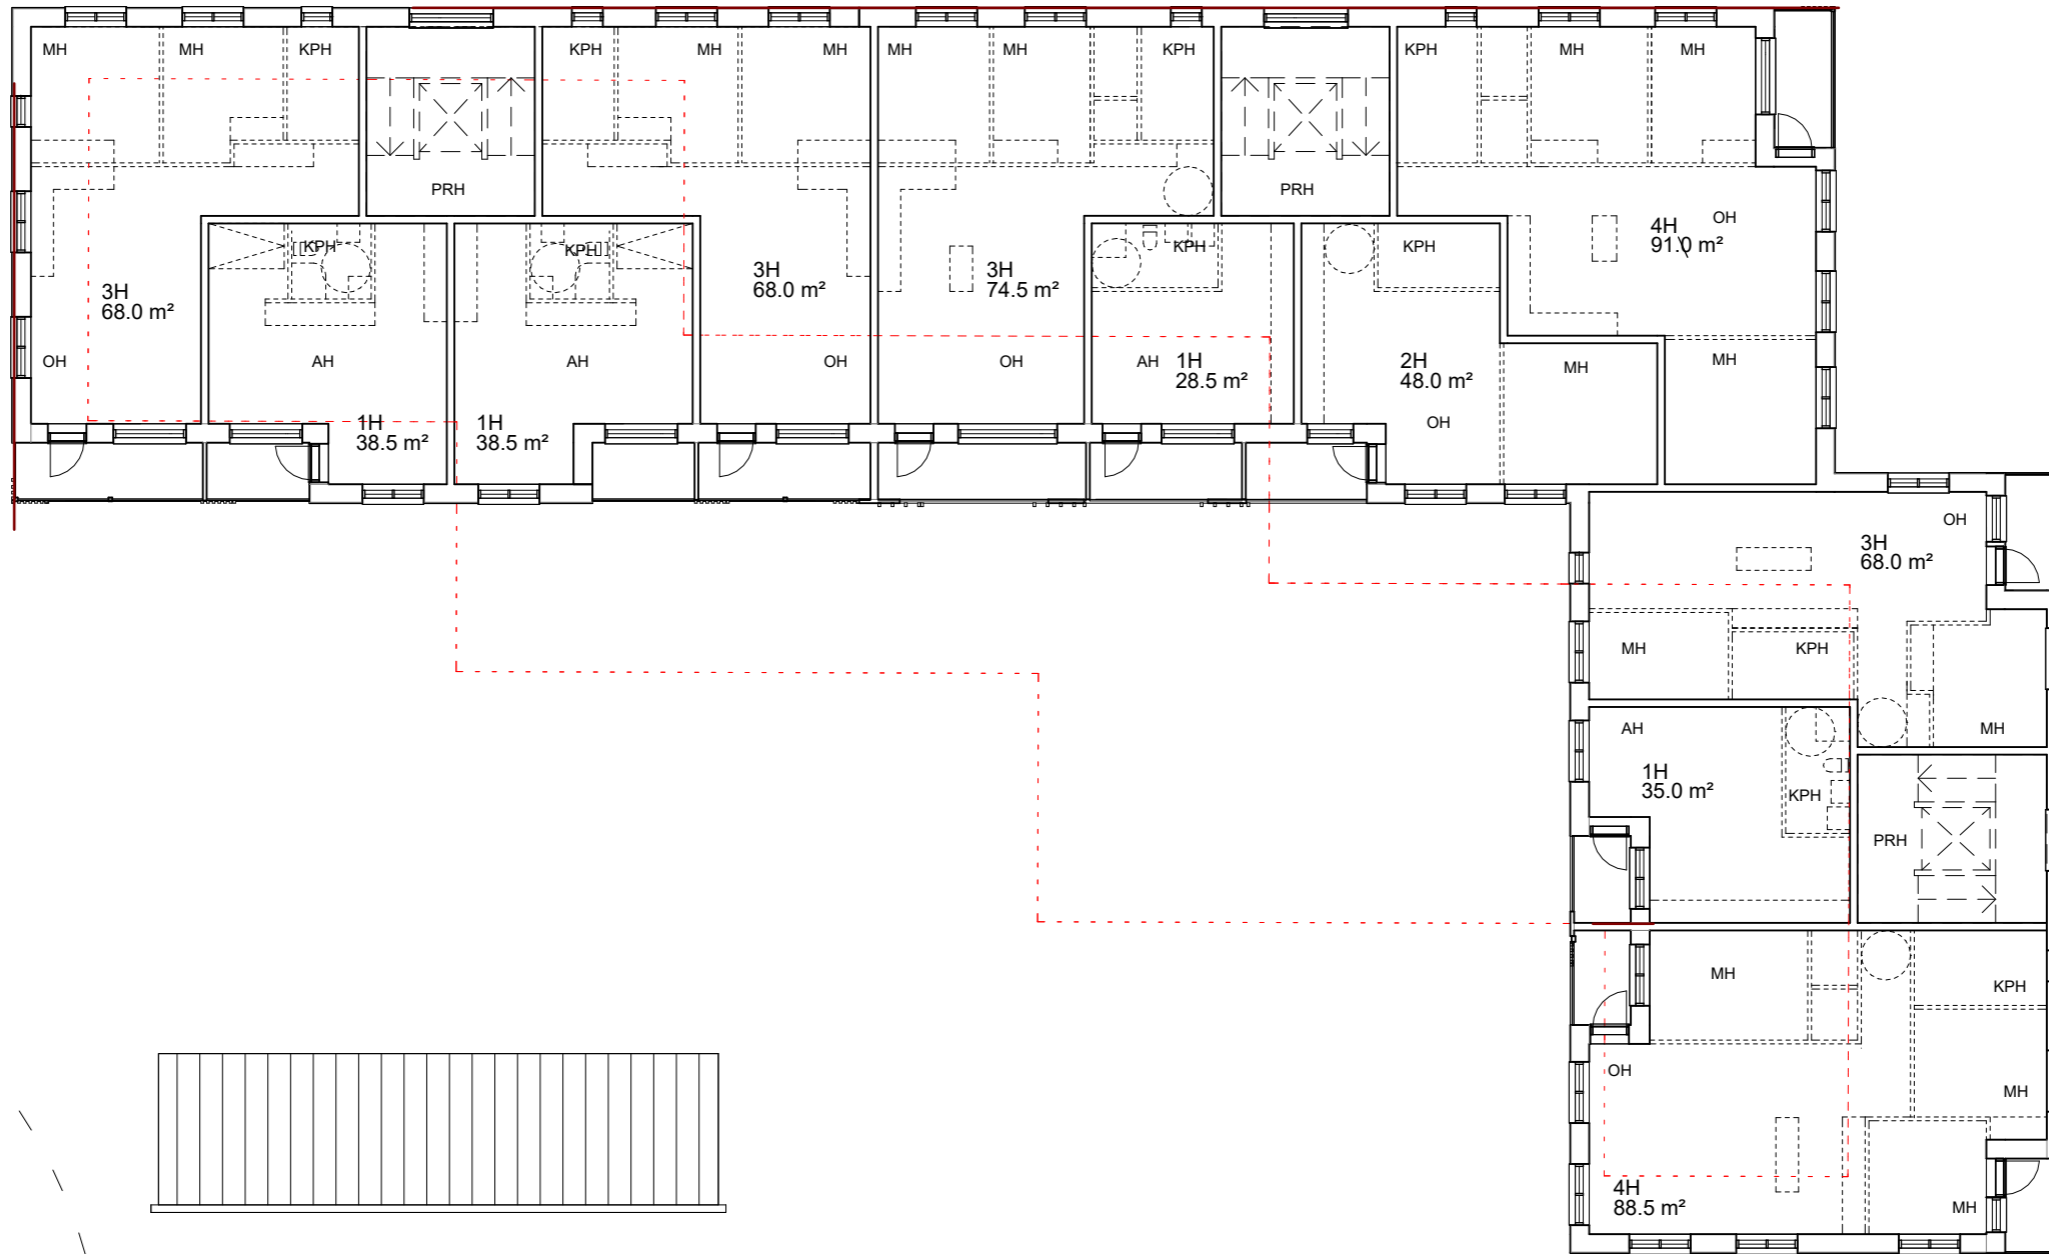 MH MH KPH KPH MH MH MH MH KPH KPH MH MH
PRH PRH
OH
4H
91.0 m²
KPH KPH KPH KPH
3H
68.0 m²
3H
68.0 m²
3H
74.5 m²
OH AH AH OH OH AH
1H
28.5 m²
2H
48.0 m²
MH MH
1H
38.5 m²
1H
38.5 m²
OH
OH
3H
68.0 m²
MH KPH
AH MH
1H
35.0 m²
KPH
PRH
MH KPH
OH
MH
4H
88.5 m²
MH